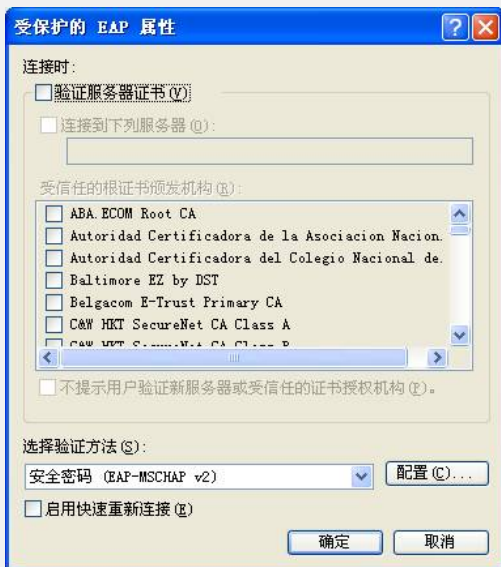 受保护的 EAP 属性
连接时:
验证服务器证书(V)
连接到下列服务器(O):
受信任的根证书颁发机构(R):
ABA.ECOM Root CA
Autoridad Certificadora de la Asociacion Nacion.
Autoridad Certificadora del Colegio Nacional de.
Baltimore EZ by DST
Belgacom E-Trust Primary CA
C&W HKT SecureNet CA Class A
C&W HKT SecureNet CA Class B
不提示用户验证新服务器或受信任的证书授权机构(P)。
选择验证方法(S):
安全密码 (EAP-MSCHAP v2)
配置(C)...
启用快速重新连接(E)
确定
取消